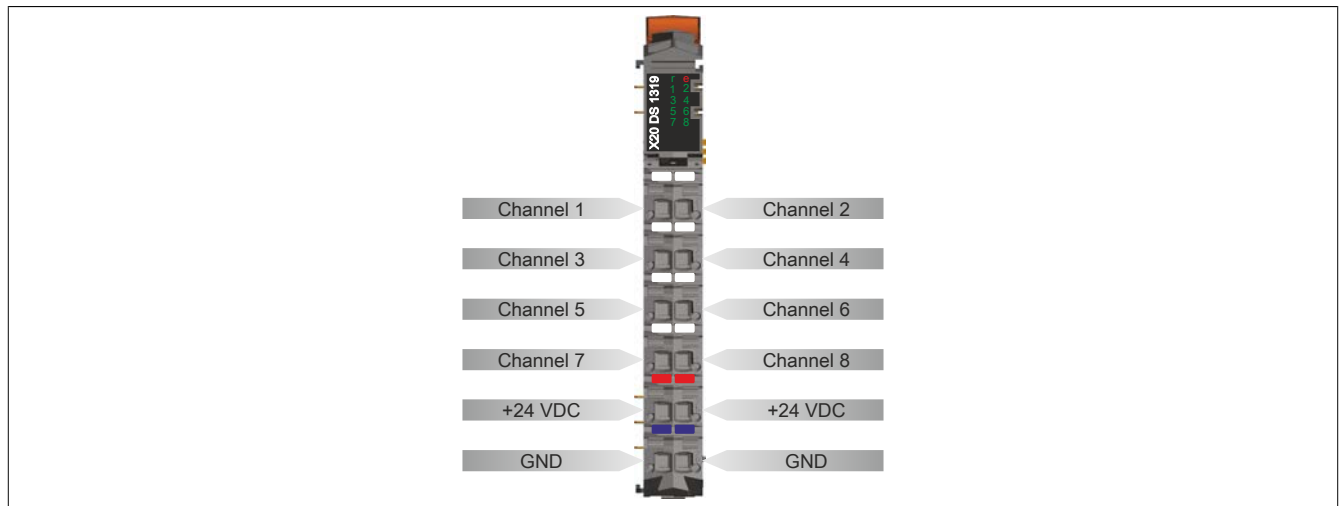 X20 DS 1319
r e
1 2
3 4
5 6
7 8
Channel 1 Channel 2
Channel 3 Channel 4
Channel 5 Channel 6
Channel 7 Channel 8
+24 VDC +24 VDC
GND GND